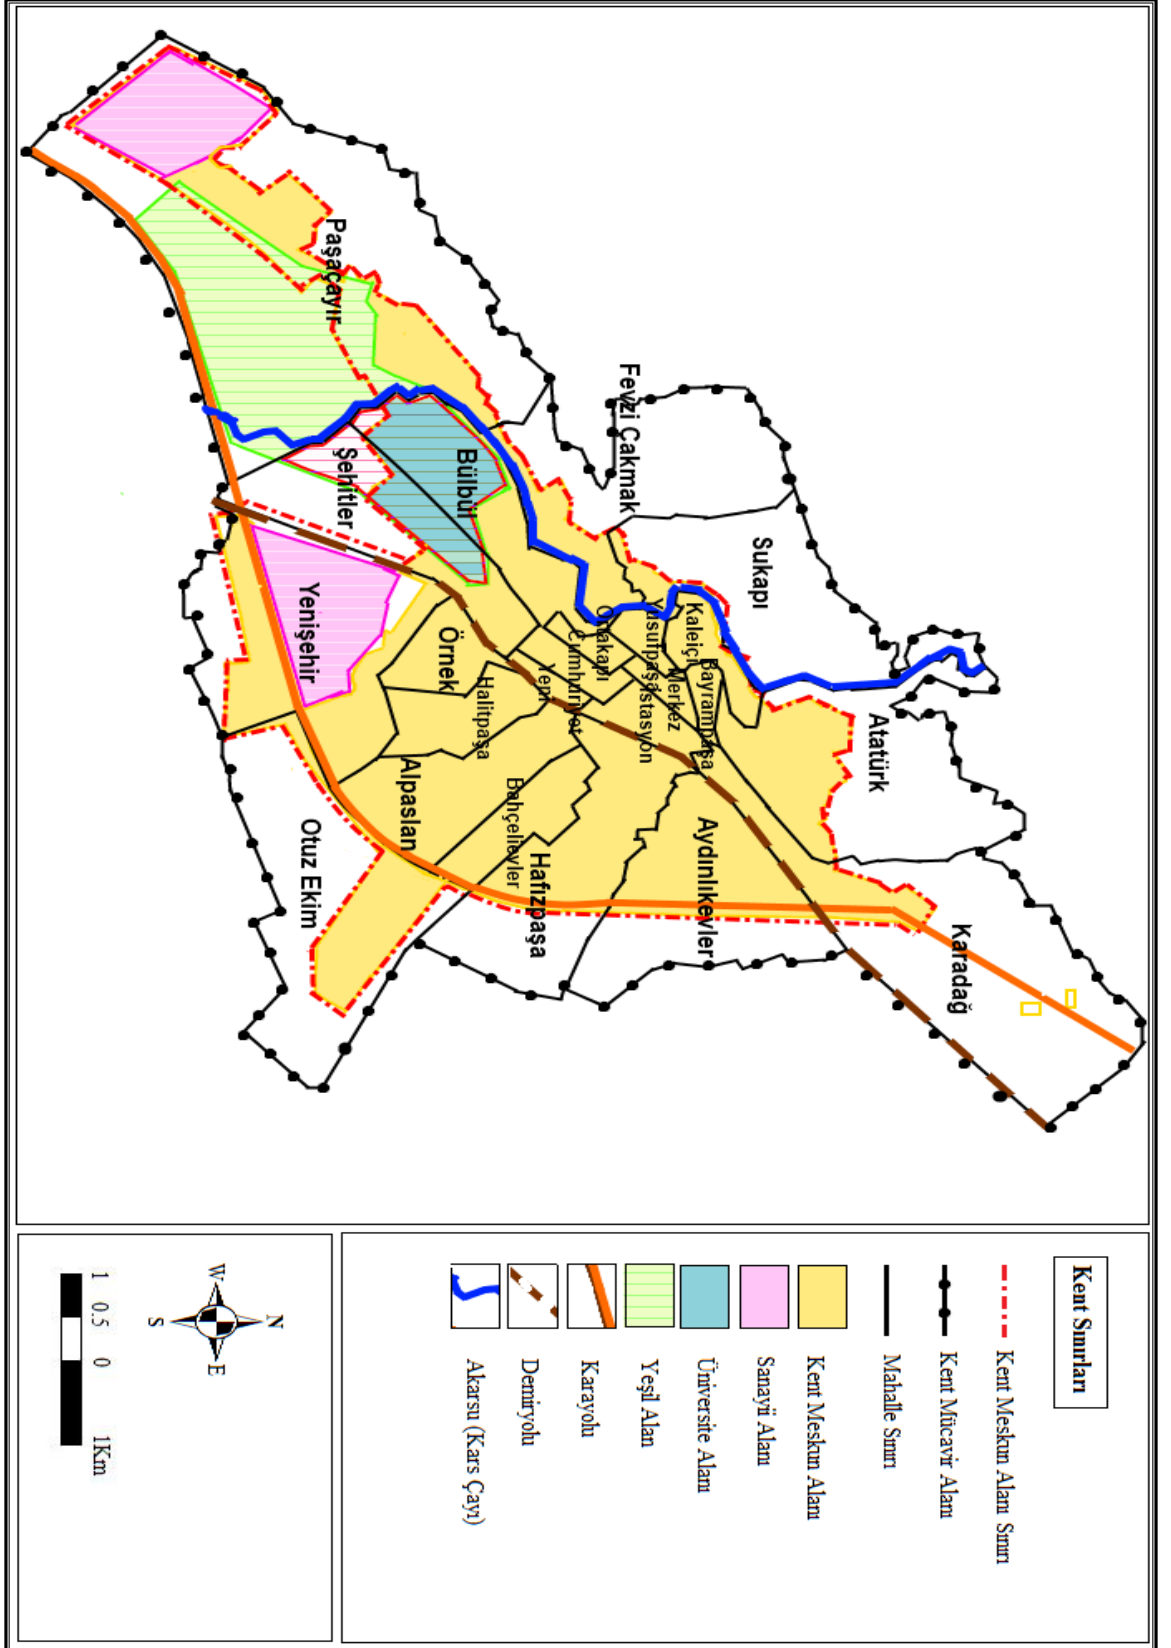 Paşaçayır
Fevzi Çakmak
Sukapı
Atatürk
Karadağ
Şehitler
Bülbül
Yenişehir
Örnek
Ortakapı
Cumhuriyet
Yusufpaşa
Kaleiçi
Bayrampaşa
Merkez
İstasyon
Yeni
Halitpaşa
Alpaslan
Bahçelievler
Hafızpaşa
Aydınlıkevler
Otuz Ekim
Kent Sınırları
Kent Meskun Alanı Sınırı
Kent Mücavir Alanı
Mahalle Sınırı
Kent Meskun Alanı
Sanayii Alanı
Üniversite Alanı
Yeşil Alan
Karayolu
Demiryolu
Akarsu (Kars Çayı)
N
W
E
S
1 0.5 0 1Km